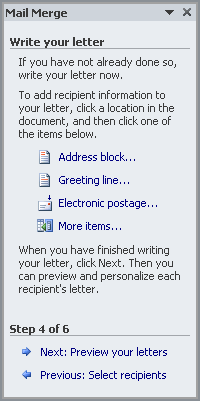 Mail Merge
Write your letter
If you have not already done so,
write your letter now.
To add recipient information to
your letter, click a location in the
document, and then click one of
the items below.
Address block...
Greeting line...
Electronic postage...
More items...
When you have finished writing
your letter, click Next. Then you
can preview and personalize each
recipient's letter.
Step 4 of 6
Next: Preview your letters
Previous: Select recipients